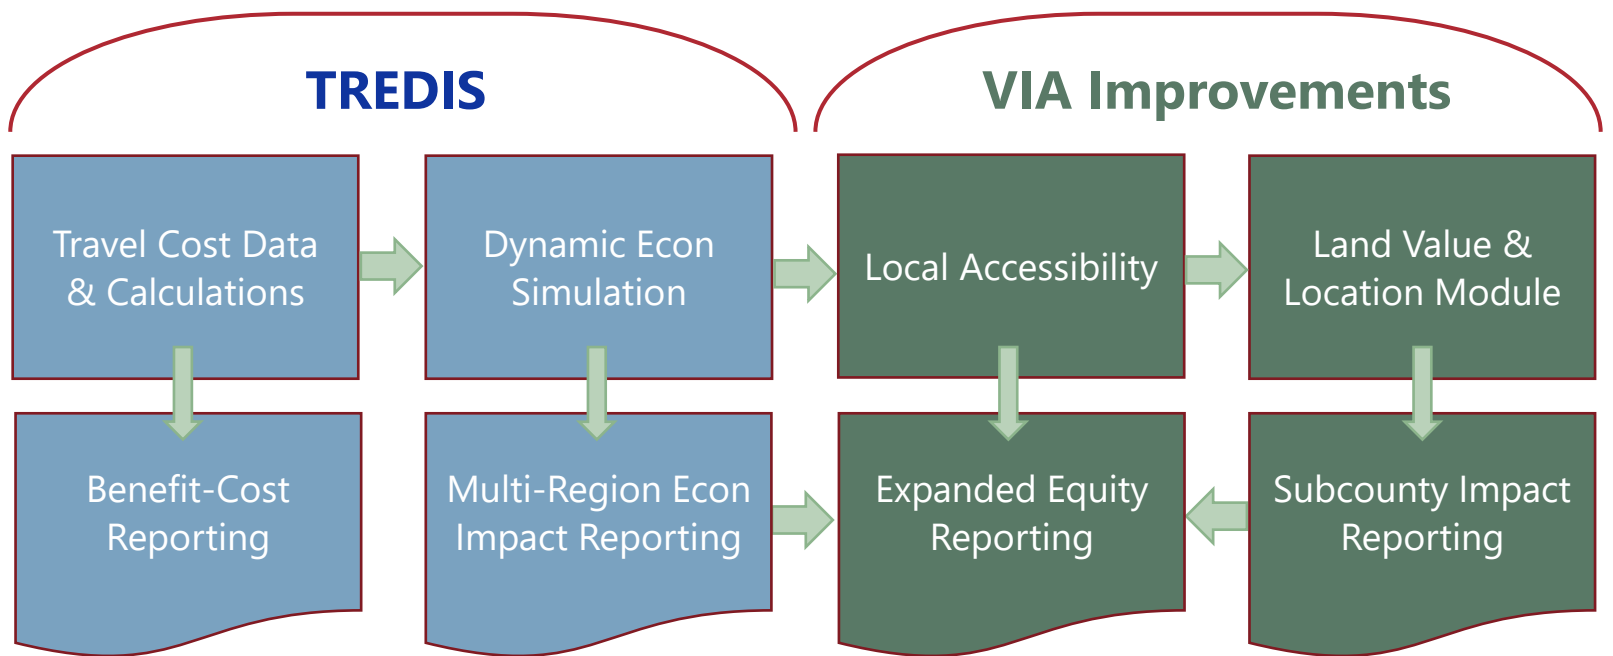 TREDIS
VIA Improvements
Travel Cost Data
& Calculations
Dynamic Econ
Simulation
Local Accessibility
Land Value &
Location Module
Benefit-Cost
Reporting
Multi-Region Econ
Impact Reporting
Expanded Equity
Reporting
Subcounty Impact
Reporting